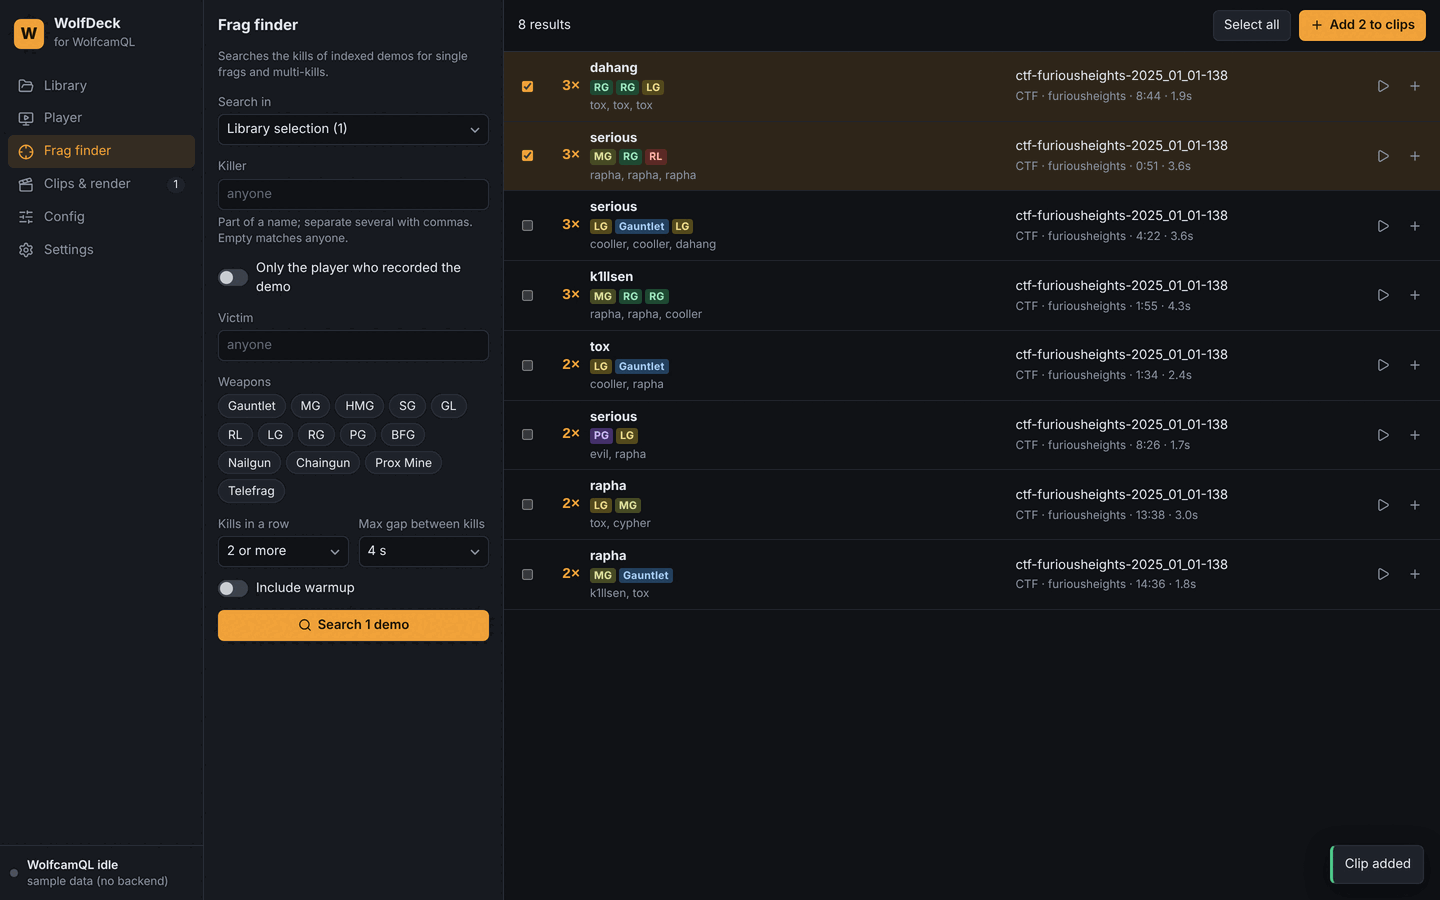 W
WolfDeck
for WolfcamQL
Library
Player
Frag finder
Clips & render 1
Config
Settings
WolfcamQL idle
sample data (no backend)
Frag finder
Searches the kills of indexed demos for single
frags and multi-kills.
Search in
Library selection (1)
Killer
anyone
Part of a name; separate several with commas.
Empty matches anyone.
Only the player who recorded the
demo
Victim
anyone
Weapons
Gauntlet MG HMG SG GL
RL LG RG PG BFG
Nailgun Chaingun Prox Mine
Telefrag
Kills in a row Max gap between kills
2 or more 4 s
Include warmup
Search 1 demo
8 results Select all + Add 2 to clips
3×
dahang
RG RG LG
tox, tox, tox
ctf-furiousheights-2025_01_01-138
CTF · furiousheights · 8:44 · 1.9s
3×
serious
MG RG RL
rapha, rapha, rapha
ctf-furiousheights-2025_01_01-138
CTF · furiousheights · 0:51 · 3.6s
3×
serious
LG Gauntlet LG
cooller, cooller, dahang
ctf-furiousheights-2025_01_01-138
CTF · furiousheights · 4:22 · 3.6s
3×
k1llsen
MG RG RG
rapha, rapha, cooller
ctf-furiousheights-2025_01_01-138
CTF · furiousheights · 1:55 · 4.3s
2×
tox
LG Gauntlet
cooller, rapha
ctf-furiousheights-2025_01_01-138
CTF · furiousheights · 1:34 · 2.4s
2×
serious
PG LG
evil, rapha
ctf-furiousheights-2025_01_01-138
CTF · furiousheights · 8:26 · 1.7s
2×
rapha
LG MG
tox, cypher
ctf-furiousheights-2025_01_01-138
CTF · furiousheights · 13:38 · 3.0s
2×
rapha
MG Gauntlet
k1llsen, tox
ctf-furiousheights-2025_01_01-138
CTF · furiousheights · 14:36 · 1.8s
Clip added